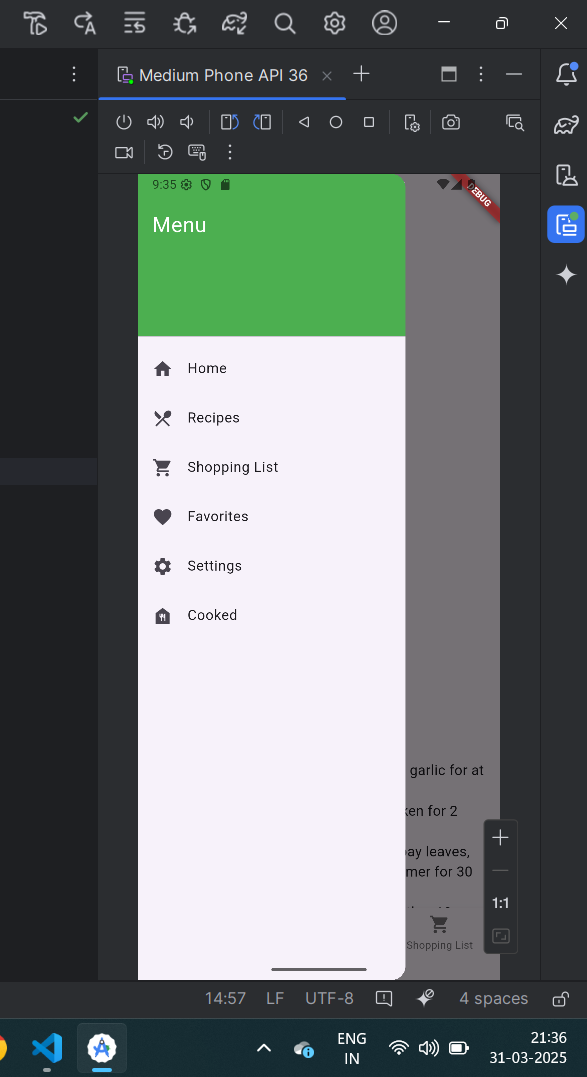 Medium Phone API 36
9:35
DEBUG
Menu
Home
Recipes
Shopping List
Favorites
Settings
Cooked
garlic for at
ken for 2
bay leaves,
mer for 30
1:1
Shopping List
14:57 LF UTF-8 4 spaces
ENG
IN
21:36
31-03-2025